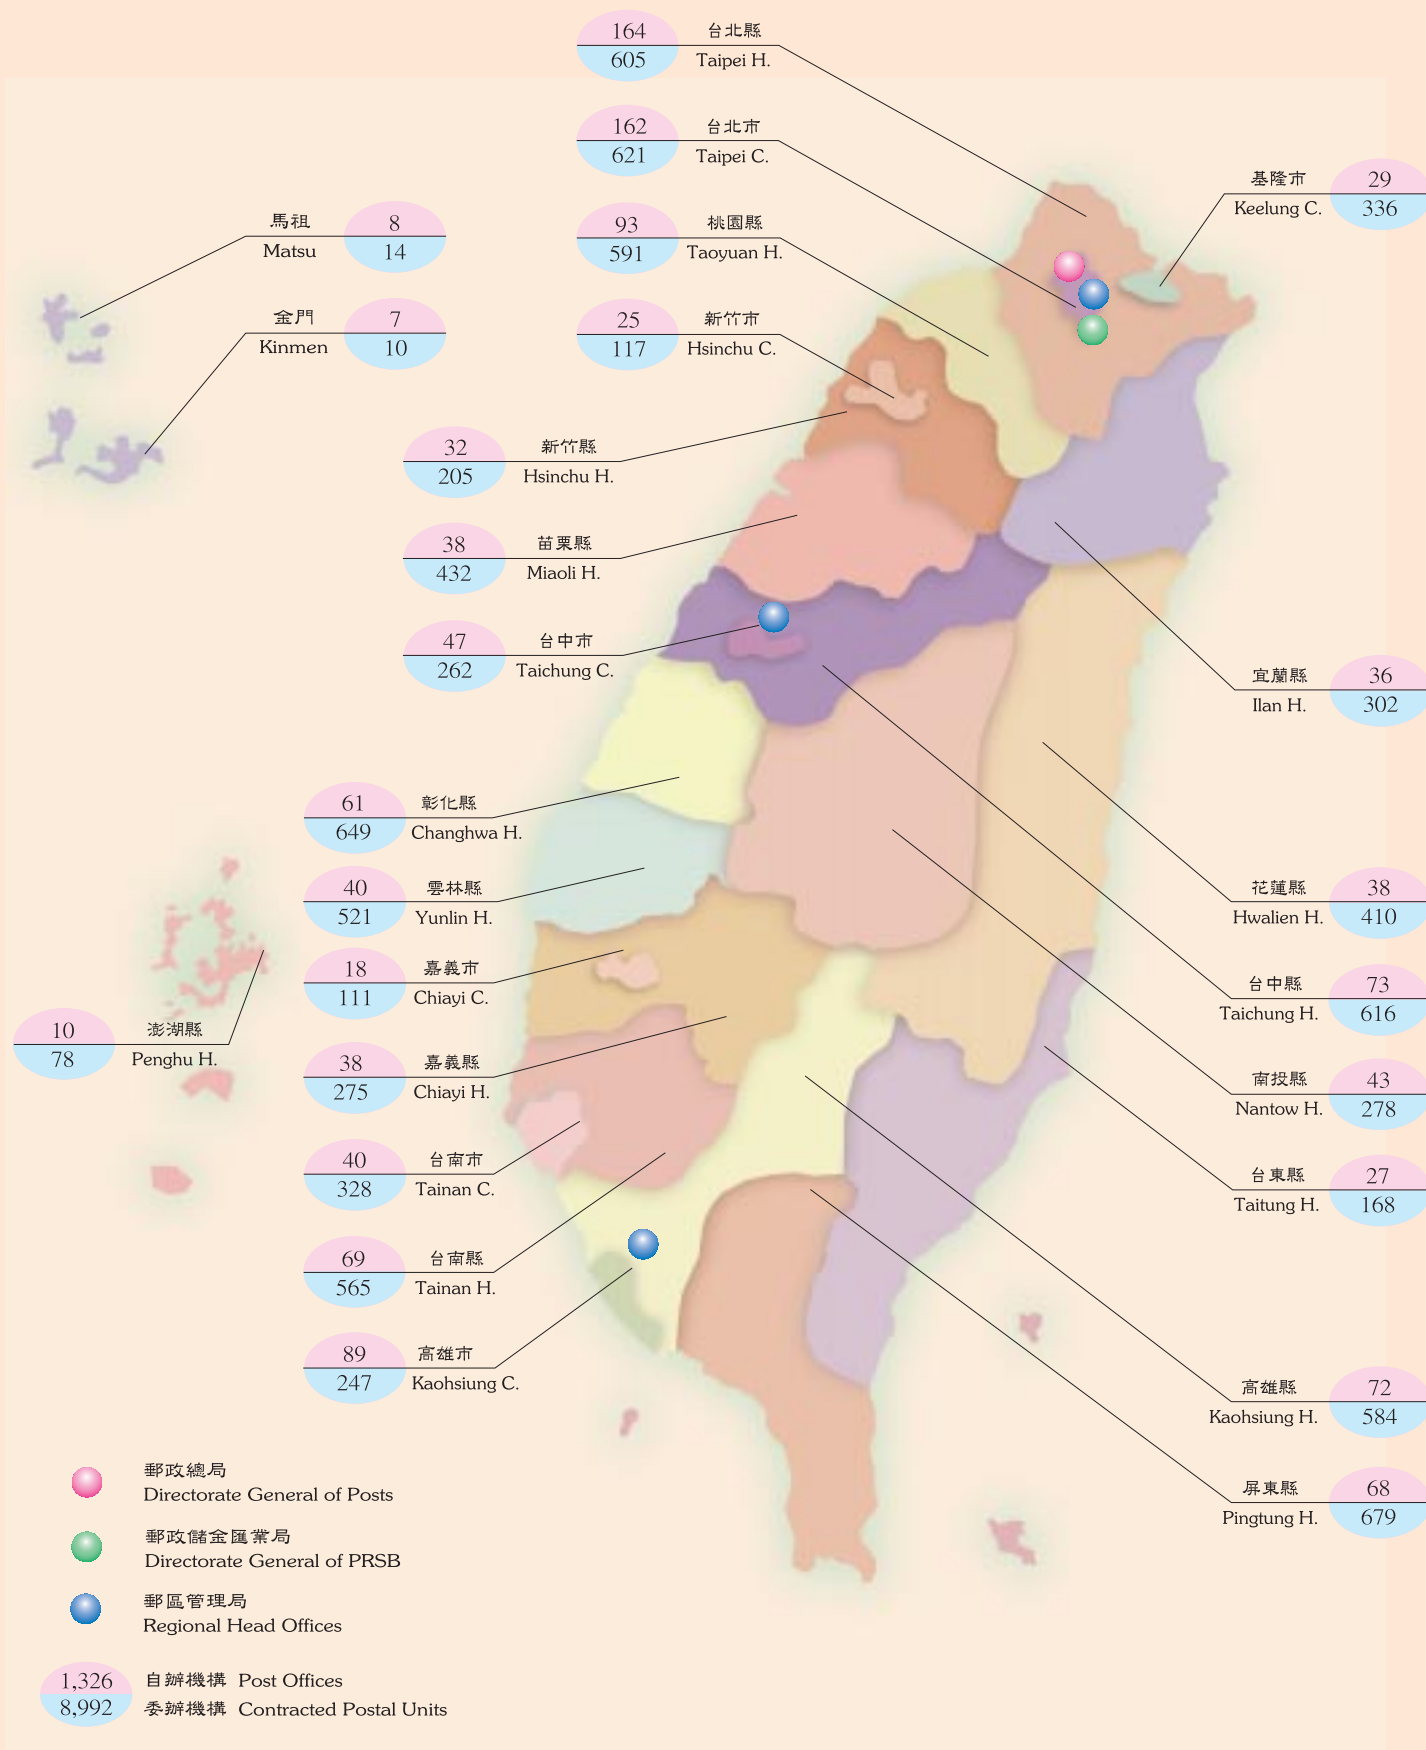 164
台北縣
605
Taipei H.
162
台北市
621
Taipei C.
基隆市
29
Keelung C.
336
馬祖
8
Matsu
14
93
桃園縣
591
Taoyuan H.
金門
7
Kinmen
10
25
新竹市
117
Hsinchu C.
32
新竹縣
205
Hsinchu H.
38
苗栗縣
432
Miaoli H.
47
台中市
262
Taichung C.
宜蘭縣
36
Ilan H.
302
61
彰化縣
649
Changhwa H.
40
雲林縣
521
Yunlin H.
花蓮縣
38
Hwalien H.
410
18
嘉義市
111
Chiayi C.
台中縣
73
Taichung H.
616
10
澎湖縣
78
Penghu H.
38
嘉義縣
275
Chiayi H.
南投縣
43
Nantow H.
278
40
台南市
328
Tainan C.
台東縣
27
Taitung H.
168
69
台南縣
565
Tainan H.
89
高雄市
247
Kaohsiung C.
高雄縣
72
Kaohsiung H.
584
屏東縣
68
Pingtung H.
679
郵政總局
Directorate General of Posts
郵政儲金匯業局
Directorate General of PRSB
郵區管理局
Regional Head Offices
1,326 自辦機構 Post Offices
8,992 委辦機構 Contracted Postal Units